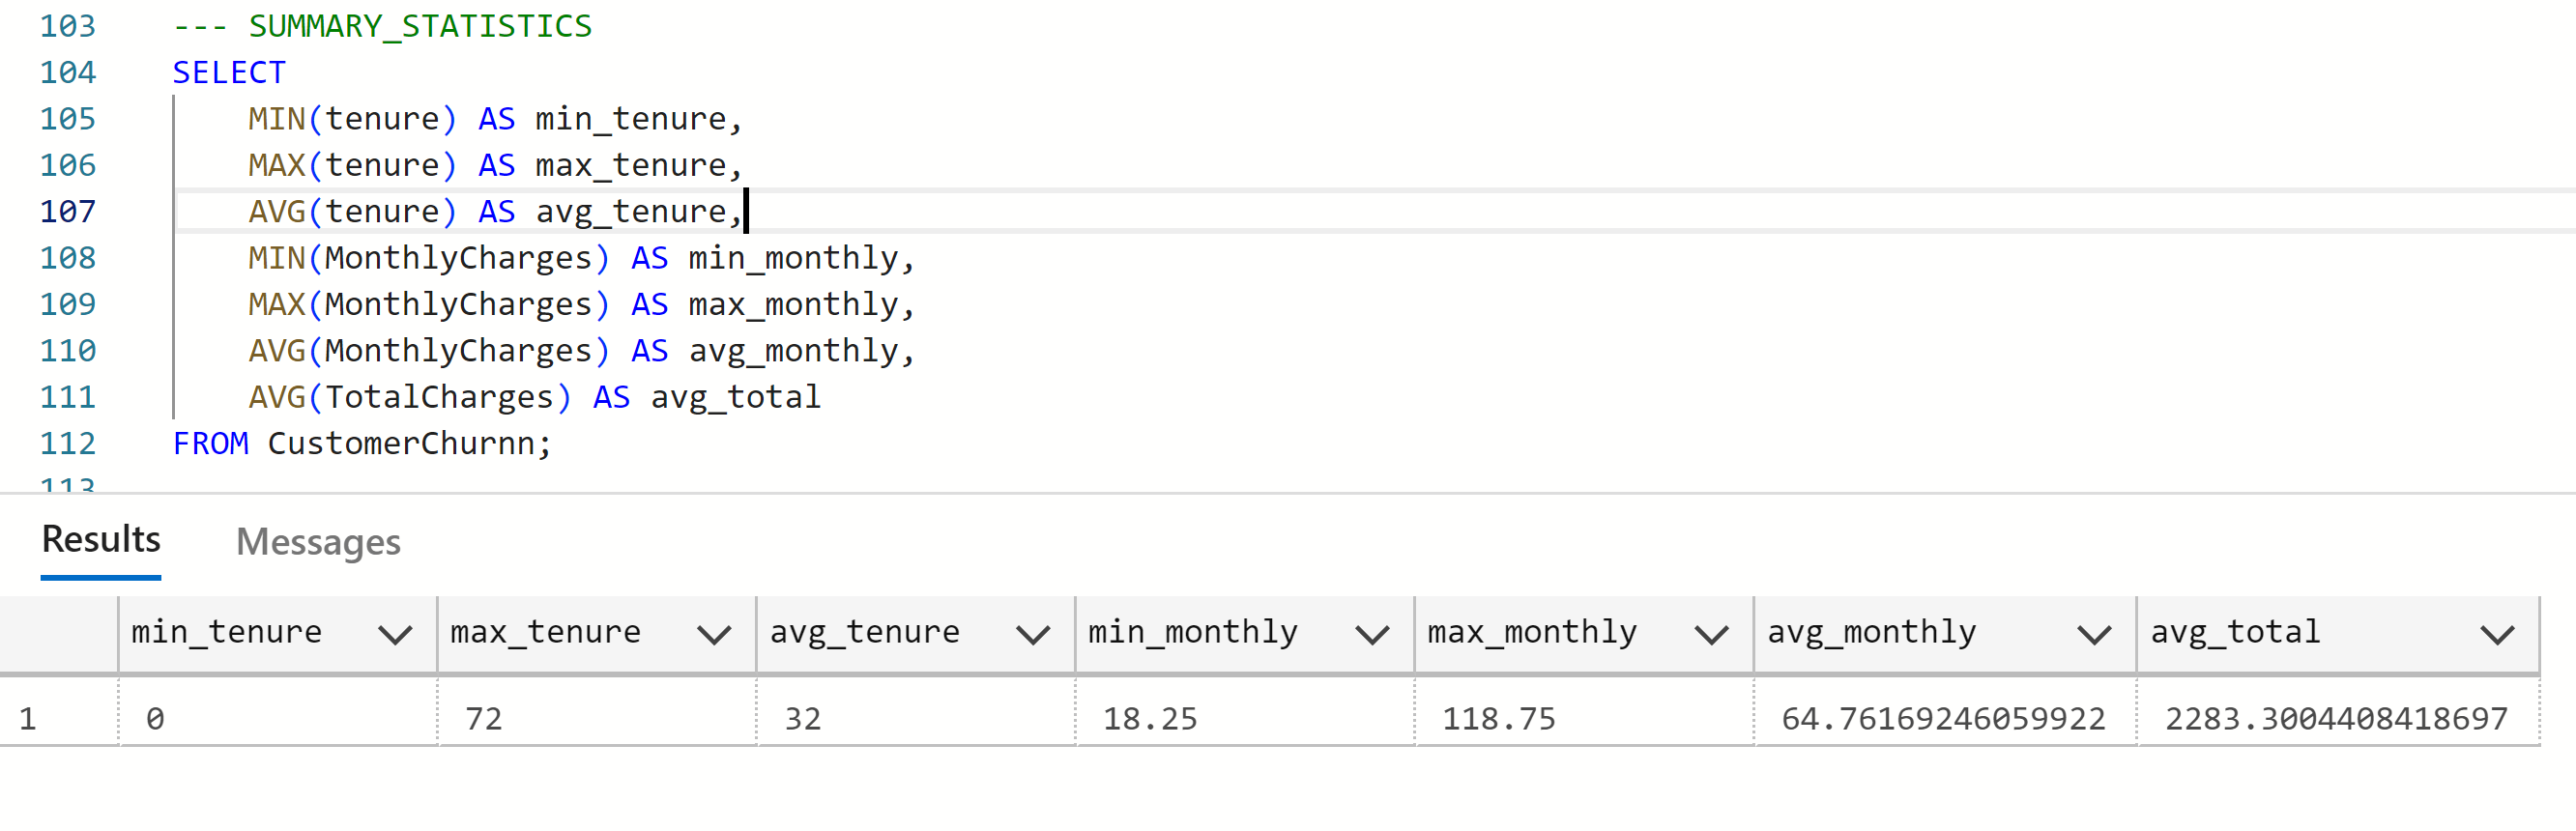 103 --- SUMMARY_STATISTICS
104 SELECT
105 MIN(tenure) AS min_tenure,
106 MAX(tenure) AS max_tenure,
107 AVG(tenure) AS avg_tenure,
108 MIN(MonthlyCharges) AS min_monthly,
109 MAX(MonthlyCharges) AS max_monthly,
110 AVG(MonthlyCharges) AS avg_monthly,
111 AVG(TotalCharges) AS avg_total
112 FROM CustomerChurnn;
113
Results Messages
min_tenure max_tenure avg_tenure min_monthly max_monthly avg_monthly avg_total
1 0 72 32 18.25 118.75 64.76169246059922 2283.3004408418697